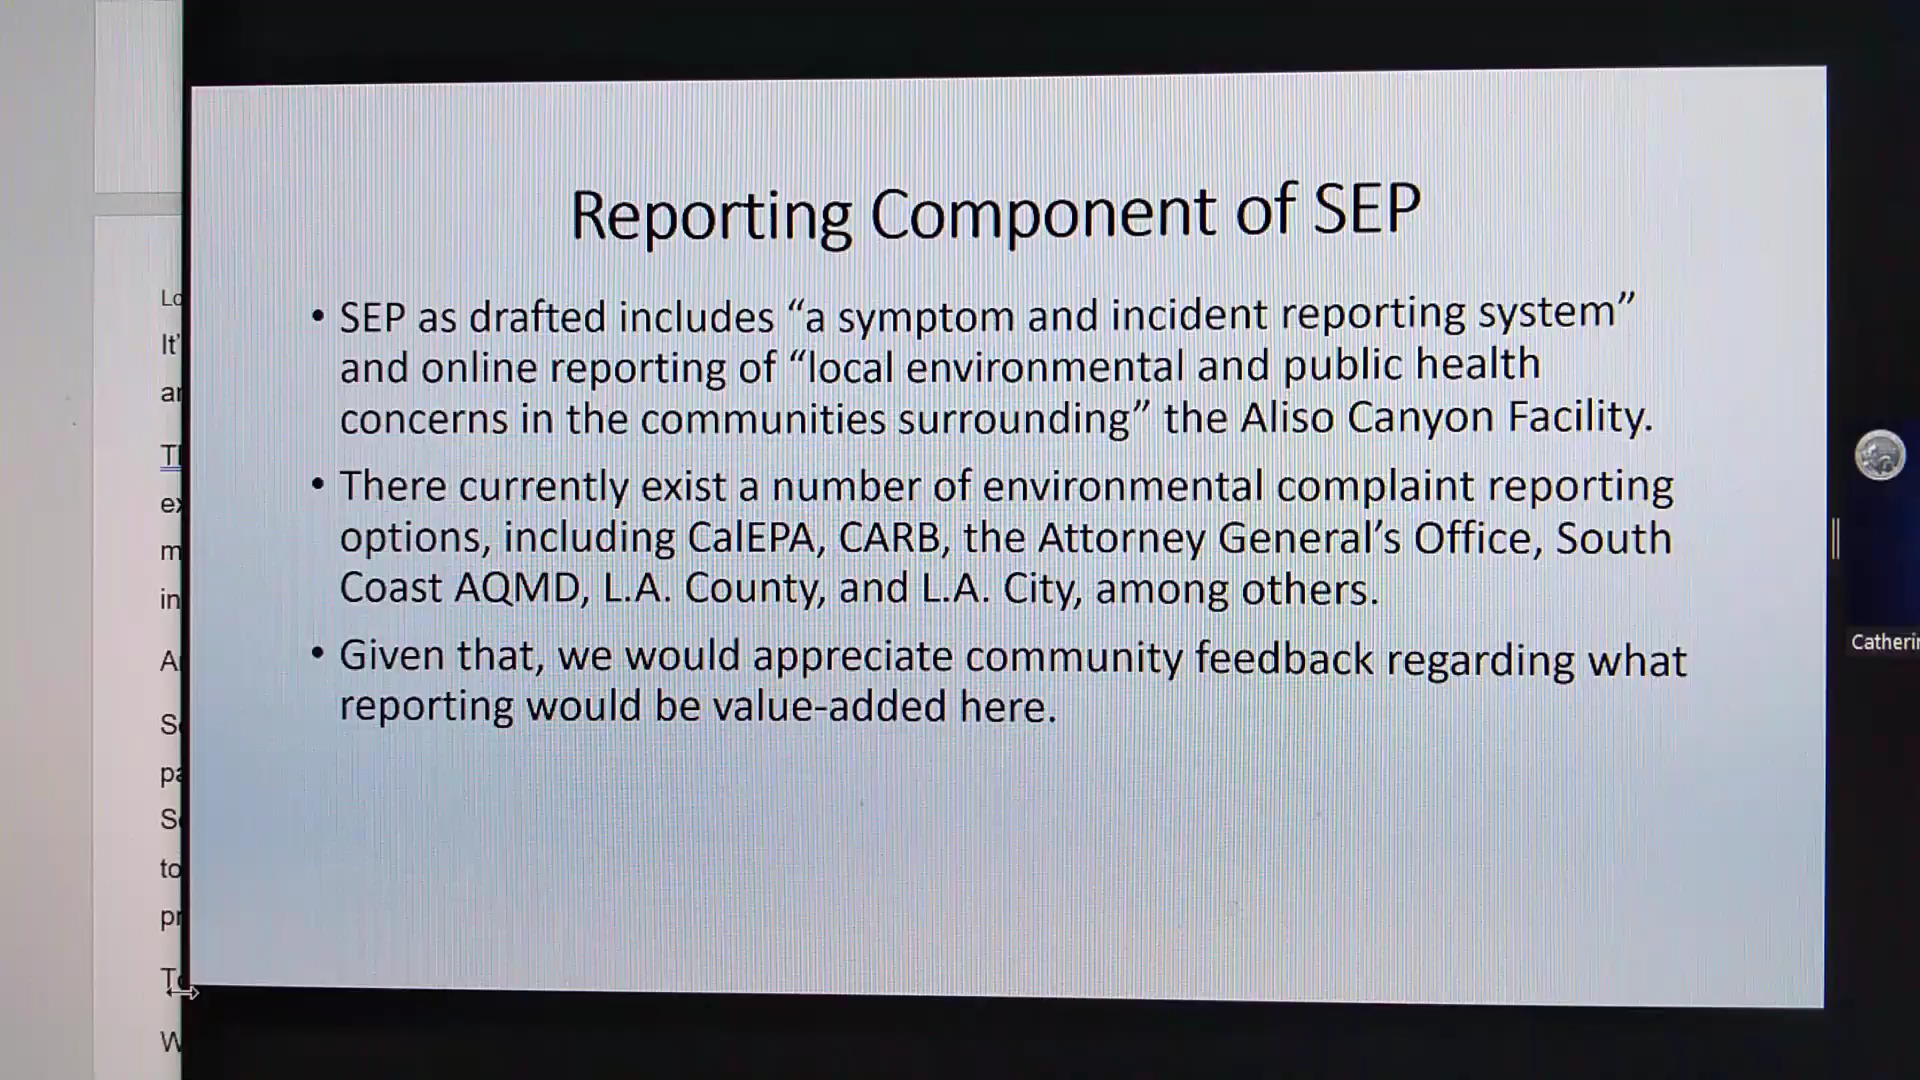 Reporting Component of SEP
• SEP as drafted includes “a symptom and incident reporting system”
and online reporting of “local environmental and public health
concerns in the communities surrounding” the Aliso Canyon Facility.
• There currently exist a number of environmental complaint reporting
options, including CalEPA, CARB, the Attorney General’s Office, South
Coast AQMD, L.A. County, and L.A. City, among others.
• Given that, we would appreciate community feedback regarding what
reporting would be value-added here.